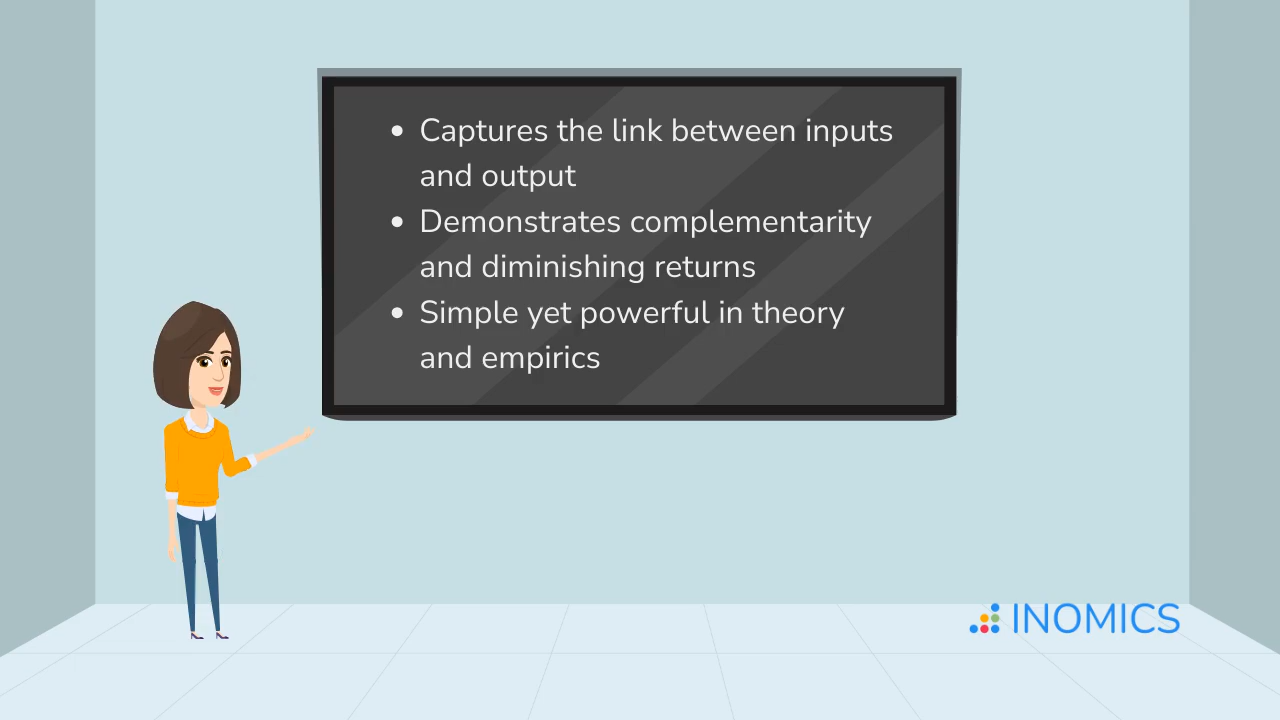 • Captures the link between inputs
and output
• Demonstrates complementarity
and diminishing returns
• Simple yet powerful in theory
and empirics
INOMICS